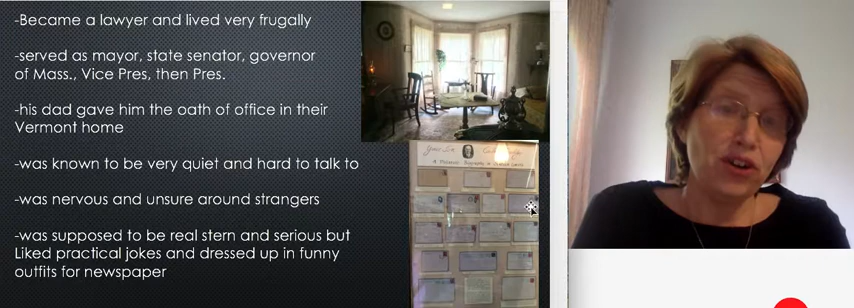 -Became a lawyer and lived very frugally
-served as mayor, state senator, governor
of Mass., Vice Pres, then Pres.
-his dad gave him the oath of office in their
Vermont home
-was known to be very quiet and hard to talk to
-was nervous and unsure around strangers
-was supposed to be real stern and serious but
Liked practical jokes and dressed up in funny
outfits for newspaper